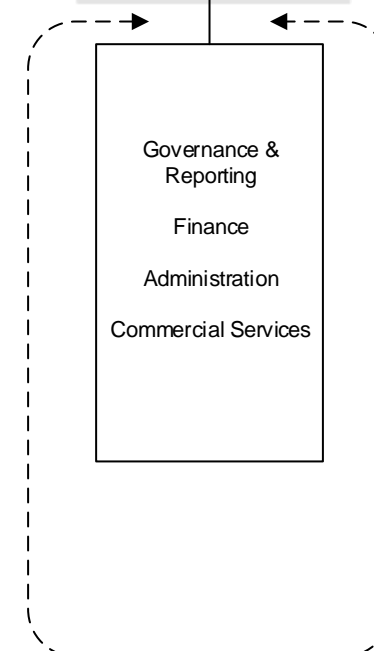 Governance &
Reporting
Finance
Administration
Commercial Services